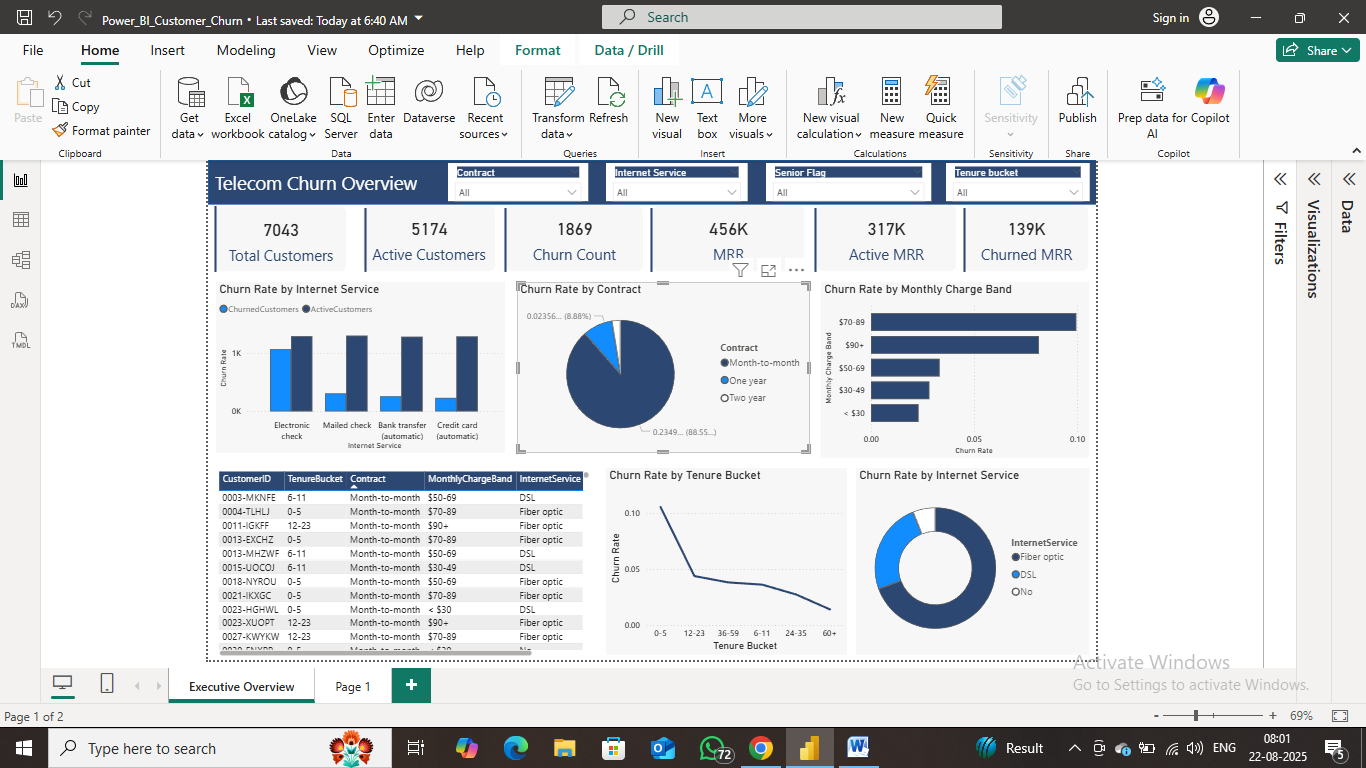 Power_BI_Customer_Churn • Last saved: Today at 6:40 AM
Search
Sign in
File Home Insert Modeling View Optimize Help Format Data / Drill
Share
Paste
Cut
Copy
Format painter
Get data
Excel workbook
OneLake catalog
SQL Server
Enter data
Dataverse
Recent sources
Transform data
Refresh
New visual
Text box
More visuals
New visual calculation
New measure
Quick measure
Sensitivity
Publish
Prep data for AI
Copilot
Clipboard
Data
Queries
Insert
Calculations
Sensitivity
Share
Copilot
DAX
TMDL
Telecom Churn Overview
Contract
All
Internet Service
All
Senior Flag
All
Tenure bucket
All
7043
Total Customers
5174
Active Customers
1869
Churn Count
456K
MRR
317K
Active MRR
139K
Churned MRR
Churn Rate by Internet Service
ChurnedCustomers ActiveCustomers
Churn Rate
1K
0K
Electronic check
Mailed check
Bank transfer (automatic)
Credit card (automatic)
Internet Service
Churn Rate by Contract
0.02356... (8.88%)
0.2349... (88.55...)
Contract
Month-to-month
One year
Two year
Churn Rate by Monthly Charge Band
Monthly Charge Band
$70-89
$90+
$50-69
$30-49
< $30
0.00 0.05 0.10
Churn Rate
CustomerID TenureBucket Contract MonthlyChargeBand InternetService
0003-MKNFE 6-11 Month-to-month $50-69 DSL
0004-TLHLJ 0-5 Month-to-month $70-89 Fiber optic
0011-IGKFF 12-23 Month-to-month $90+ Fiber optic
0013-EXCHZ 0-5 Month-to-month $70-89 Fiber optic
0013-MHZWF 6-11 Month-to-month $50-69 DSL
0015-UOCOJ 6-11 Month-to-month $30-49 DSL
0018-NYROU 0-5 Month-to-month $50-69 Fiber optic
0021-IKXGC 0-5 Month-to-month $70-89 Fiber optic
0023-HGHWL 0-5 Month-to-month < $30 DSL
0023-XUOPT 12-23 Month-to-month $90+ Fiber optic
0027-KWYKW 12-23 Month-to-month $70-89 Fiber optic
Churn Rate by Tenure Bucket
Churn Rate
0.10
0.05
0.00
0-5 12-23 36-59 6-11 24-35 60+
Tenure Bucket
Churn Rate by Internet Service
InternetService
Fiber optic
DSL
No
Filters
Visualizations
Data
Activate Windows
Go to Settings to activate Windows.
Executive Overview
Page 1
Page 1 of 2
- + 69%
Type here to search
72
Result
ENG
08:01
22-08-2025
5